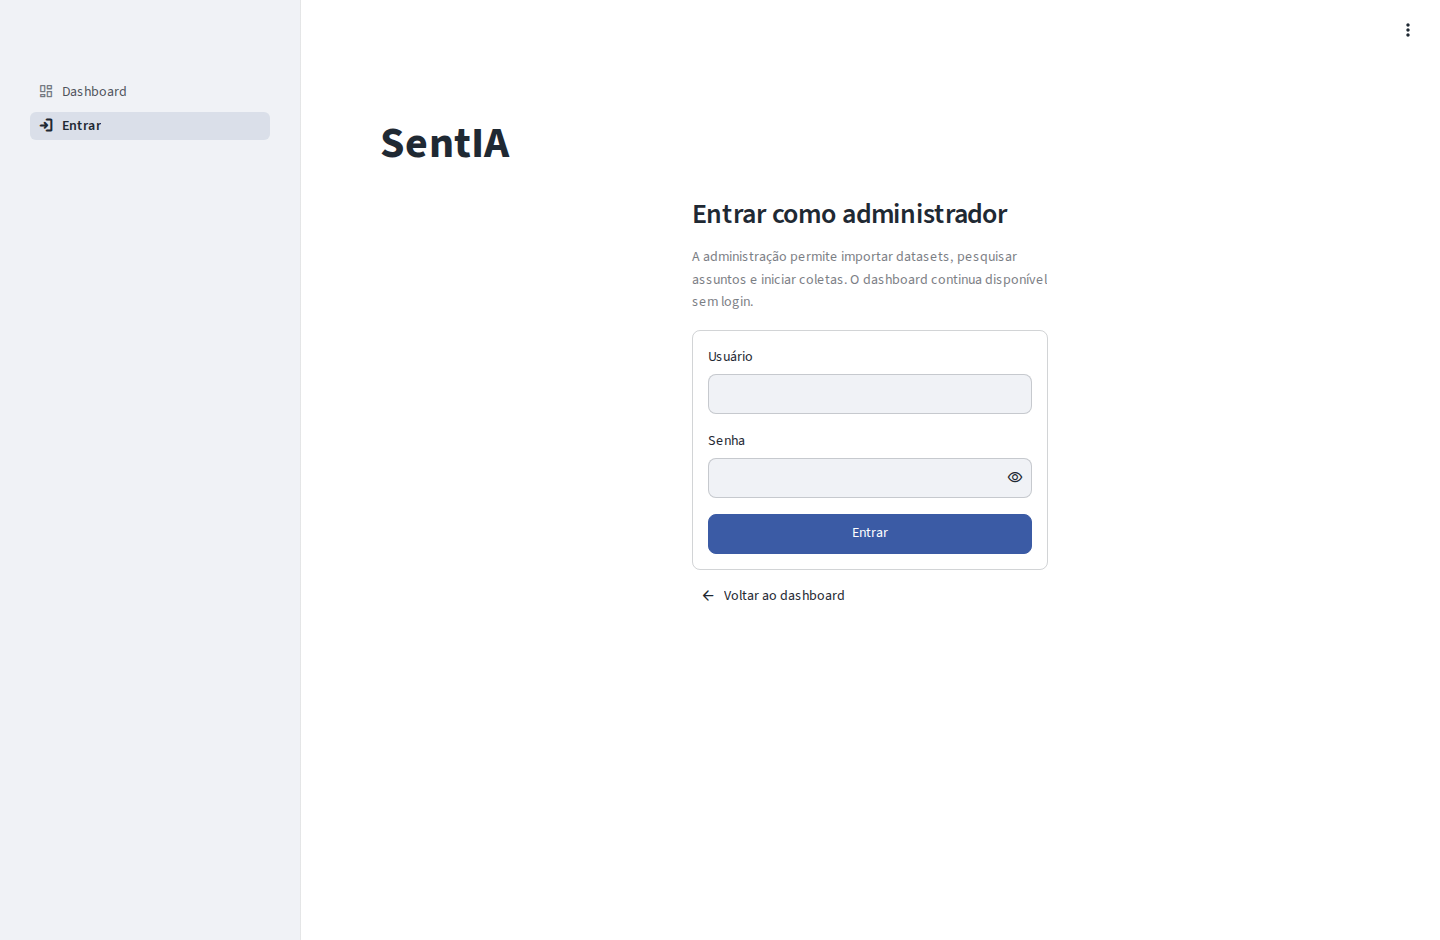 Dashboard
Entrar
SentIA
Entrar como administrador
A administração permite importar datasets, pesquisar
assuntos e iniciar coletas. O dashboard continua disponível
sem login.
Usuário
Senha
Entrar
Voltar ao dashboard